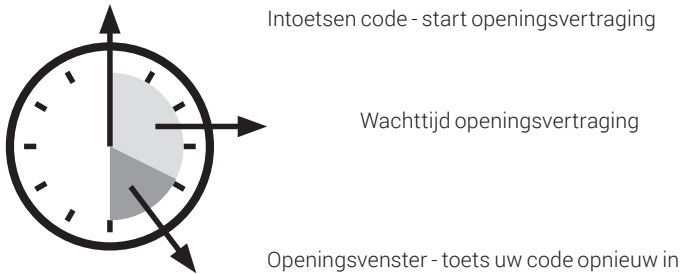 Intoetsen code - start openingsvertraging
Wachttijd openingsvertraging
Openingsvenster - toets uw code opnieuw in